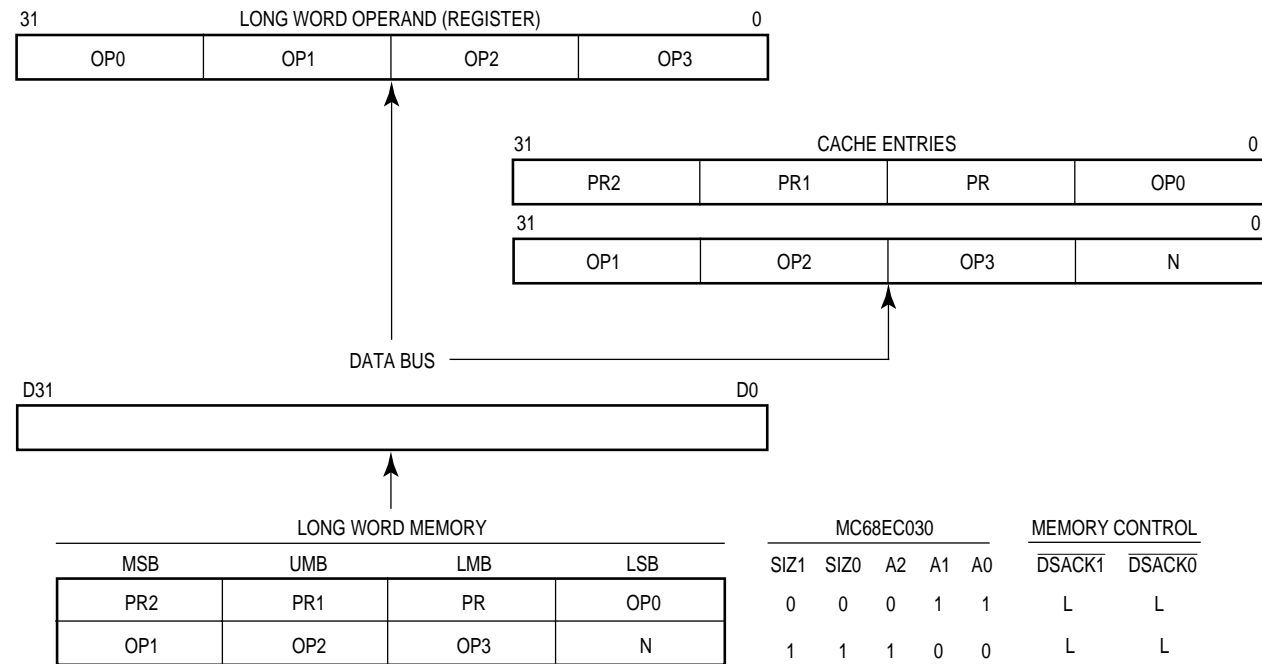 31 LONG WORD OPERAND (REGISTER) 0
OP0 OP1 OP2 OP3
31 CACHE ENTRIES 0
PR2 PR1 PR OP0
31 0
OP1 OP2 OP3 N
DATA BUS
D31 D0
LONG WORD MEMORY MC68EC030 MEMORY CONTROL
MSB UMB LMB LSB SIZ1 SIZ0 A2 A1 A0 DSACK1 DSACK0
PR2 PR1 PR OP0 0 0 0 1 1 L L
OP1 OP2 OP3 N 1 1 1 0 0 L L